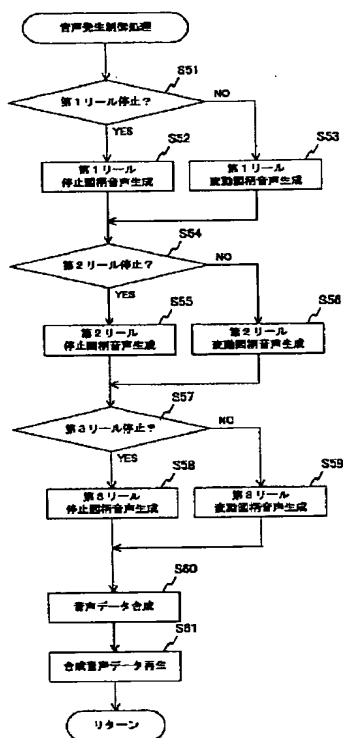 音声発生制御処理
S51
第1リール停止?
NO
YES
S52
S53
第1リール
停止図柄音声生成
第1リール
変動図柄音声生成
S54
第2リール停止?
NO
YES
S55
S56
第2リール
停止図柄音声生成
第2リール
変動図柄音声生成
S57
第3リール停止?
NO
YES
S58
S59
第3リール
停止図柄音声生成
第3リール
変動図柄音声生成
S60
音声データ合成
S61
合成音声データ再生
リターン